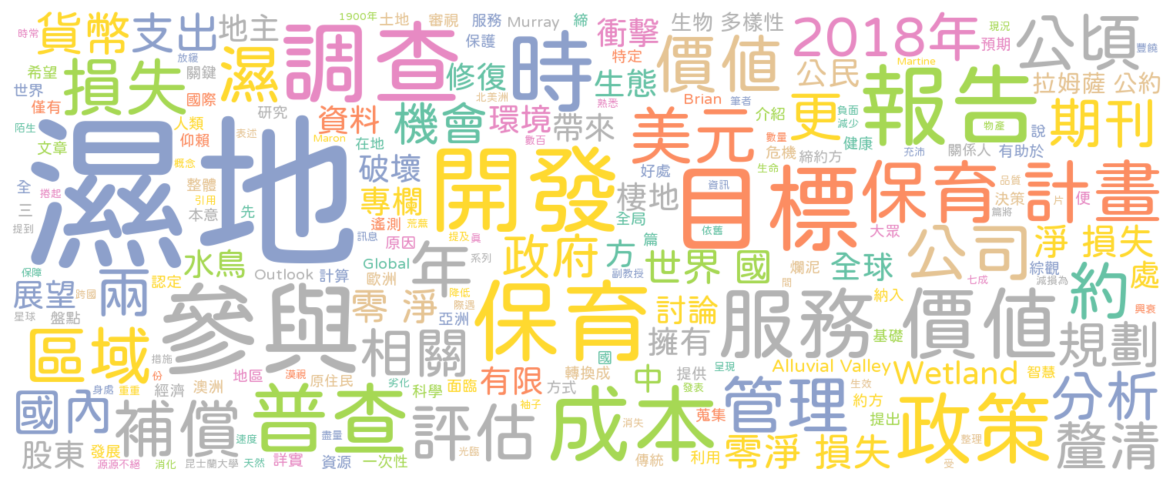 時常 貨幣 支出 地主 1900年 土地 審視 服務 Murray 締 衝擊 生物 多樣性 2018年 現況 公頃
放緩 保護 特定 預期 豐饒
希望 損失 關鍵 濕 調查 修復 時 生態 價值 公民 Martine 報告 拉姆薩 公約
世界 僅有 國際 研究 北美洲 熟悉 Brian 筆者 介紹 負面 減少 物產 期刊
陌生 文章 人類 仰賴 表述 資料 Maron 機會 數百 環境 帶來 美元 數量 危機 更 健康 充沛 說
濕地 概念 在地 破壞 開發 締約方 關係人 有助於
全 捲起 整體 引用 專欄 荒蕪 棲地 好處 資訊 生命 目標 保育 計畫 品質 決策 片 便
三 提到 本意 先 遙測 訊息 原因 提及 真 政府 方 全局 篇 依舊 大眾 篇將 公司 淨 損失
保障 水鳥 Outlook 計算 Global 年 系列 副教授 世界 國 爛泥 全球 綜觀 處
展望 跨國 兩 認定 歐洲 零 淨 降低 無遇 討論 間 七成 減損為 約
星球 盤點 參與 亞洲 保育 擁有 服務 價值 納入 基礎 興衰
區域 措施 相關 國 規劃
身處 重重 份 漠視 原住民 劣化 面臨 有限 轉換成 中 提供 呈現 Alluvial Valley Wetland 智慧
國內 經濟 澳洲 地區 科學 方式 發表 管理 生效 約方 分析
補償 普查 評估 柚子 成本 蒐集 提出 政策
股東 發展 速度 盡量 消失 零淨 損失 整理 釐清
源源不絕 消化 昆士蘭大學 天然 詳實 資源 一次性 光臨 傳統 利用 受